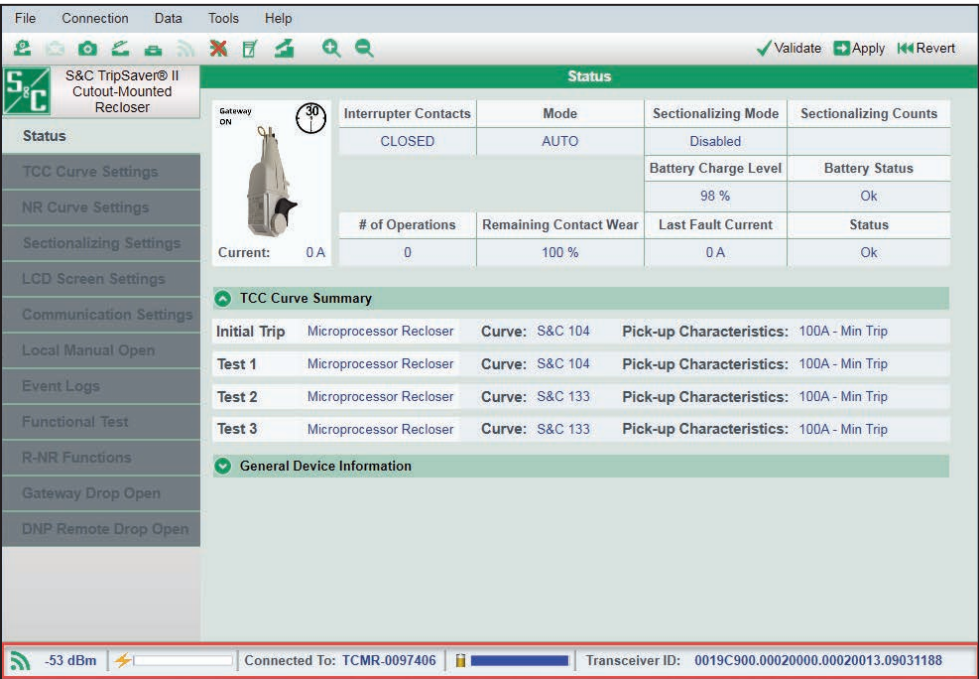 File Connection Data Tools Help
Validate Apply Revert
S&C
S&C TripSaver® II
Cutout-Mounted
Recloser
Status
Status
TCC Curve Settings
NR Curve Settings
Sectionalizing Settings
LCD Screen Settings
Communication Settings
Local Manual Open
Event Logs
Functional Test
R-NR Functions
Gateway Drop Open
DNP Remote Drop Open
Gateway
ON
30
Current: 0 A
Interrupter Contacts Mode Sectionalizing Mode Sectionalizing Counts
CLOSED AUTO Disabled
Battery Charge Level Battery Status
98 % Ok
# of Operations Remaining Contact Wear Last Fault Current Status
0 100 % 0 A Ok
TCC Curve Summary
Initial Trip Microprocessor Recloser Curve: S&C 104 Pick-up Characteristics: 100A - Min Trip
Test 1 Microprocessor Recloser Curve: S&C 104 Pick-up Characteristics: 100A - Min Trip
Test 2 Microprocessor Recloser Curve: S&C 133 Pick-up Characteristics: 100A - Min Trip
Test 3 Microprocessor Recloser Curve: S&C 133 Pick-up Characteristics: 100A - Min Trip
General Device Information
-53 dBm Connected To: TCMR-0097406 Transceiver ID: 0019C900.00020000.00020013.09031188